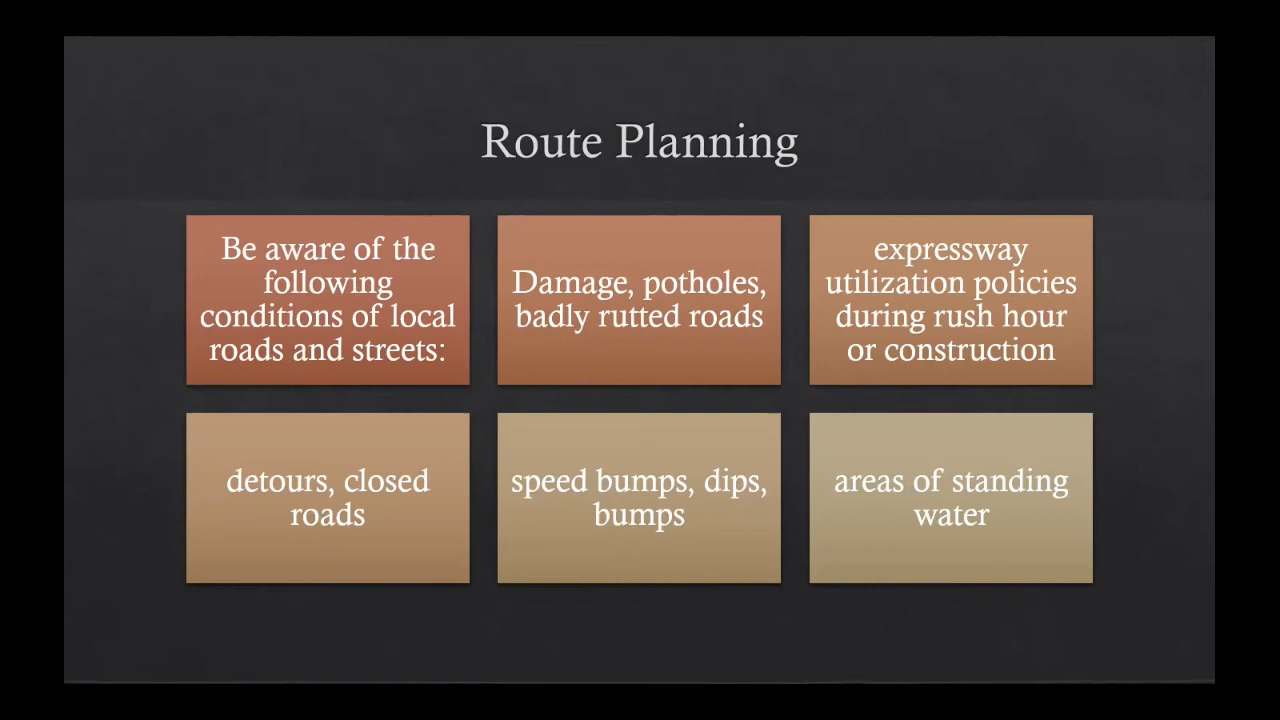 Route Planning
Be aware of the
following
conditions of local
roads and streets:
Damage, potholes,
badly rutted roads
expressway
utilization policies
during rush hour
or construction
detours, closed
roads
speed bumps, dips,
bumps
areas of standing
water